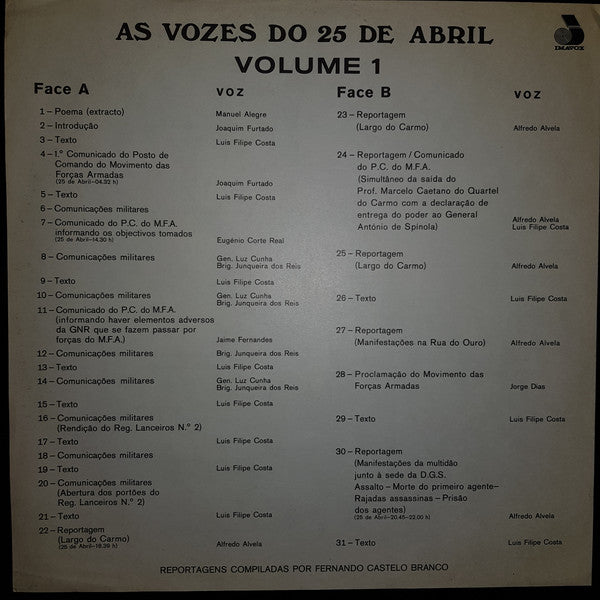 IMAVOX
AS VOZES DO 25 DE ABRIL
VOLUME 1
Face A
VOZ
1 – Poema (extracto)
Manuel Alegre
2 – Introdução
Joaquim Furtado
3 – Texto
Luis Filipe Costa
4 – 1.º Comunicado do Posto de
Comando do Movimento das
Forças Armadas
(25 de Abril–04.32 h)
Joaquim Furtado
5 – Texto
Luis Filipe Costa
6 – Comunicações militares
7 – Comunicado do P.C. do M.F.A.
informando os objectivos tomados
(25 de Abril–14.30 h)
Eugénio Corte Real
8 – Comunicações militares
Gen. Luz Cunha
Brig. Junqueira dos Reis
9 – Texto
Luis Filipe Costa
10 – Comunicações militares
Gen. Luz Cunha
Brig. Junqueira dos Reis
11 – Comunicado do P.C. do M.F.A.
(informando haver elementos adversos
da GNR que se fazem passar por
forças do M.F.A.)
Jaime Fernandes
12 – Comunicações militares
Brig. Junqueira dos Reis
13 – Texto
Luis Filipe Costa
14 – Comunicações militares
Gen. Luz Cunha
Brig. Junqueira dos Reis
15 – Texto
Luis Filipe Costa
16 – Comunicações militares
(Rendição do Reg. Lanceiros N.º 2)
17 – Texto
Luis Filipe Costa
18 – Comunicações militares
19 – Texto
Luis Filipe Costa
20 – Comunicações militares
(Abertura dos portões do
Reg. Lanceiros N.º 2)
21 – Texto
Luis Filipe Costa
22 – Reportagem
(Largo do Carmo)
(25 de Abril–18.39 h)
Alfredo Alvela
Face B
VOZ
23 – Reportagem
(Largo do Carmo)
Alfredo Alvela
24 – Reportagem / Comunicado
do P.C. do M.F.A.
(Simultâneo da saída do
Prof. Marcelo Caetano do Quartel
do Carmo com a declaração de
entrega do poder ao General
António de Spínola)
Alfredo Alvela
Luis Filipe Costa
25 – Reportagem
(Largo do Carmo)
Alfredo Alvela
26 – Texto
Luis Filipe Costa
27 – Reportagem
(Manifestações na Rua do Ouro)
Alfredo Alvela
28 – Proclamação do Movimento das
Forças Armadas
Jorge Dias
29 – Texto
Luis Filipe Costa
30 – Reportagem
(Manifestações da multidão
junto à sede da D.G.S.
Assalto – Morte do primeiro agente–
Rajadas assassinas – Prisão
dos agentes)
(25 de Abril–20.45–22.00 h)
Alfredo Alvela
31 – Texto
Luis Filipe Costa
REPORTAGENS COMPILADAS POR FERNANDO CASTELO BRANCO